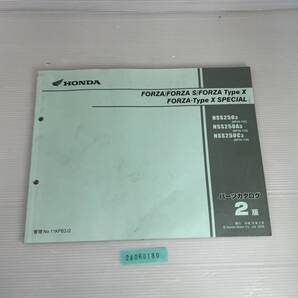 HONDA
FORZA/FORZA S/FORZA Type X
FORZA·Type X SPECIAL
NSS250
NSS250A
NSS250C
パーツカタログ
2版
240R0180